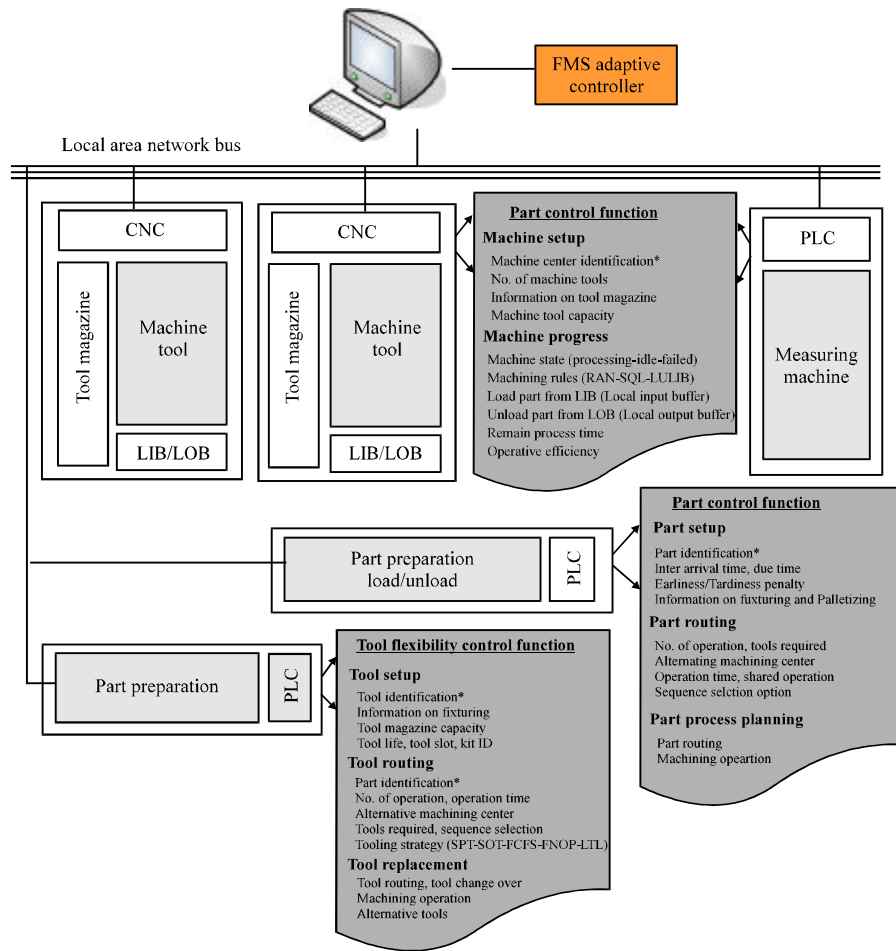 FMS adaptive
controller
Local area network bus
CNC
Tool magazine
Machine
tool
LIB/LOB
CNC
Tool magazine
Machine
tool
LIB/LOB
Part control function
Machine setup
Machine center identification*
No. of machine tools
Information on tool magazine
Machine tool capacity
Machine progress
Machine state (processing-idle-failed)
Machining rules (RAN-SQL-LULIB)
Load part from LIB (Local input buffer)
Unload part from LOB (Local output buffer)
Remain process time
Operative efficiency
PLC
Measuring
machine
Part preparation
load/unload
PLC
Part control function
Part setup
Part identification*
Inter arrival time, due time
Earliness/Tardiness penalty
Information on fuxturing and Palletizing
Part routing
No. of operation, tools required
Alternating machining center
Operation time, shared operation
Sequence selction option
Part process planning
Part routing
Machining opeartion
Part preparation
PLC
Tool flexibility control function
Tool setup
Tool identification*
Information on fixturing
Tool magazine capacity
Tool life, tool slot, kit ID
Tool routing
Part identification*
No. of operation, operation time
Alternative machining center
Tools required, sequence selection
Tooling strategy (SPT-SOT-FCFS-FNOP-LTL)
Tool replacement
Tool routing, tool change over
Machining operation
Alternative tools